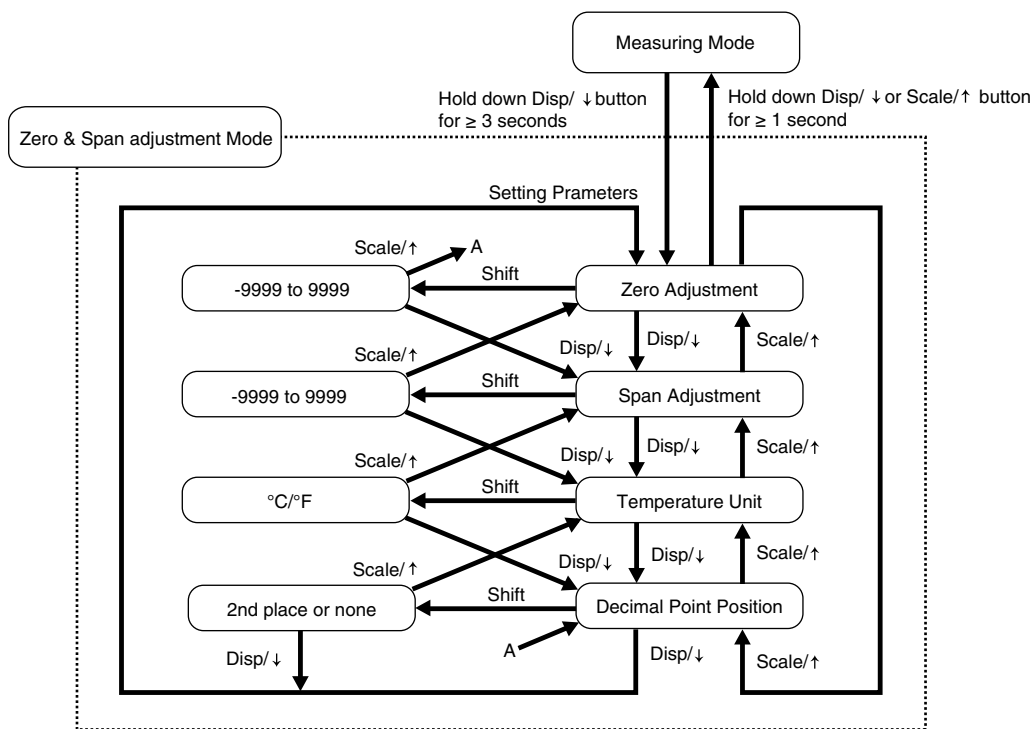 Measuring Mode
Hold down Disp/ ↓ button
for ≥ 3 seconds
Hold down Disp/ ↓ or Scale/↑ button
for ≥ 1 second
Zero & Span adjustment Mode
Setting Prameters
Scale/↑
A
-9999 to 9999
Shift
Zero Adjustment
Scale/↑
Disp/↓
Disp/↓
Scale/↑
-9999 to 9999
Shift
Span Adjustment
Scale/↑
Disp/↓
Disp/↓
Scale/↑
°C/°F
Shift
Temperature Unit
Scale/↑
Disp/↓
Disp/↓
Scale/↑
2nd place or none
Shift
Decimal Point Position
Disp/↓
A
Disp/↓
Scale/↑